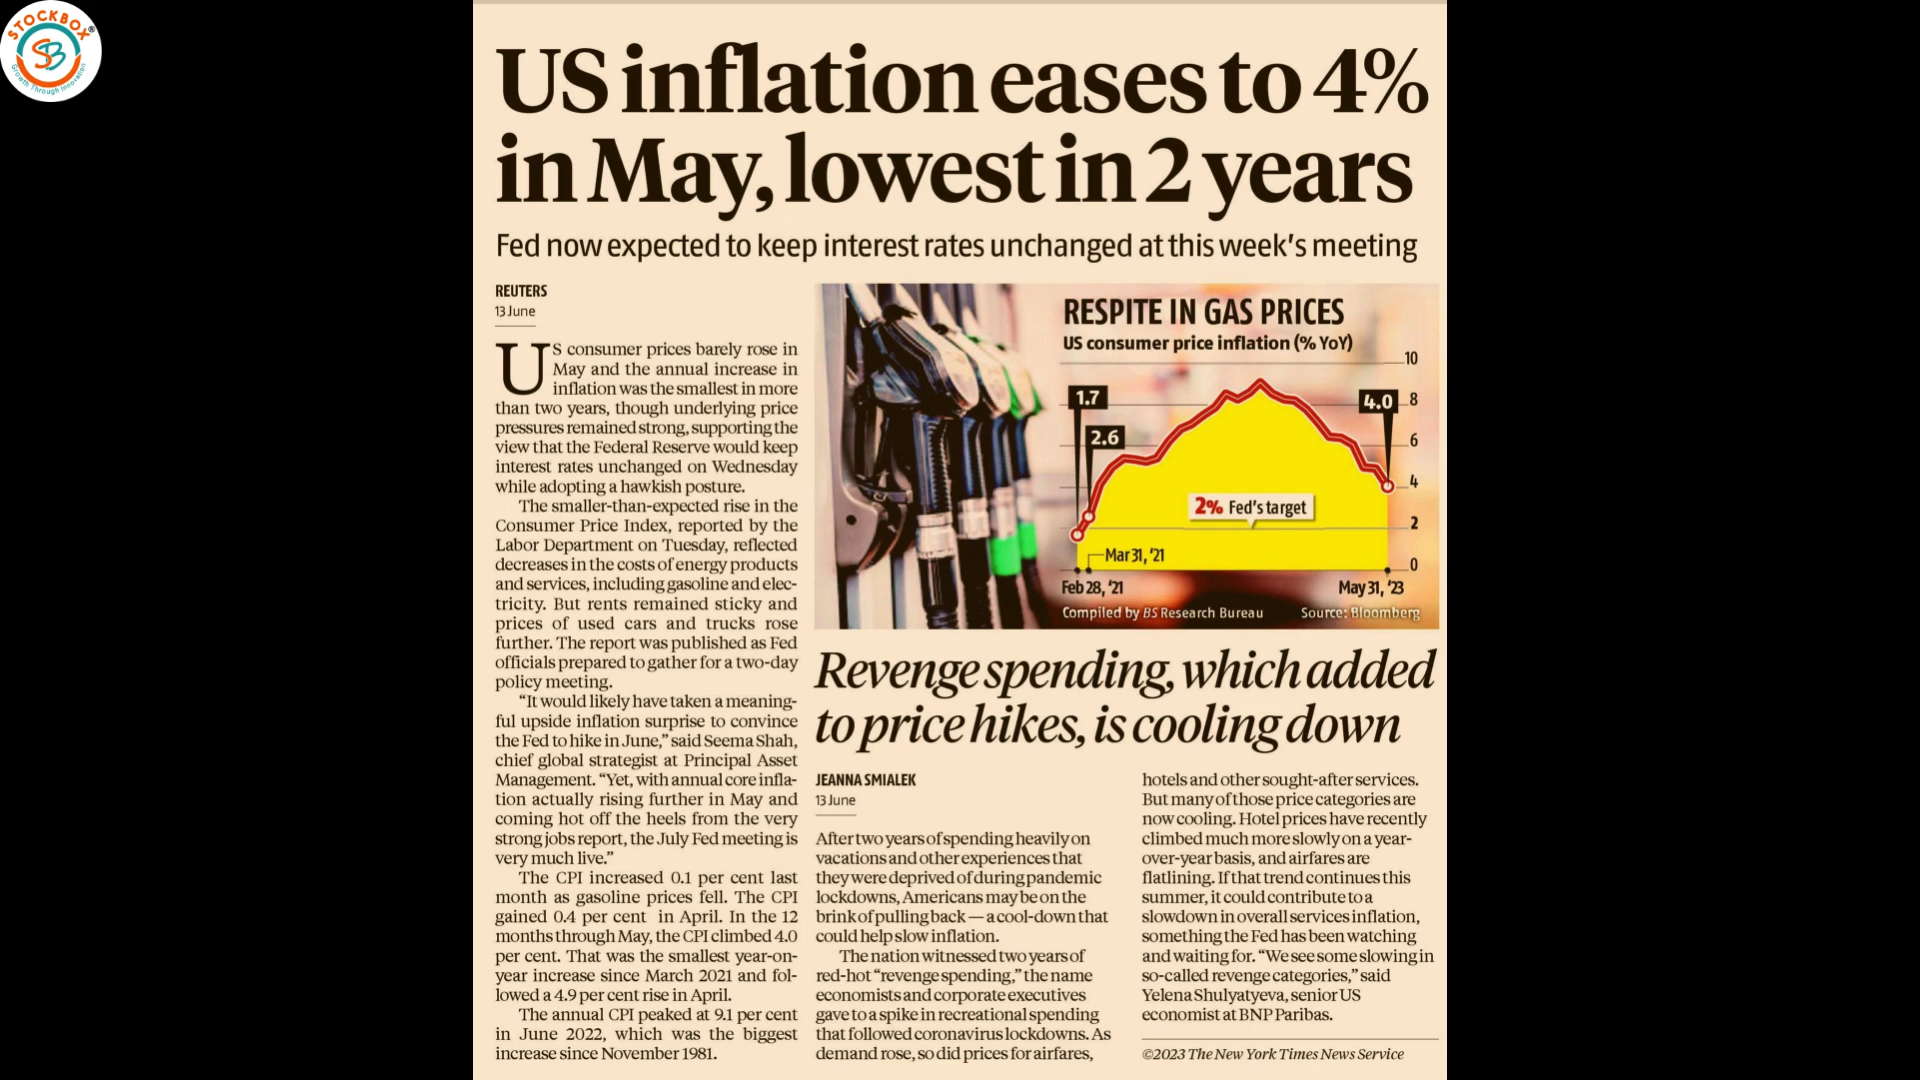 STOCKBOX®
SB
Growth Through Innovation
US inflation eases to 4%
in May, lowest in 2 years
Fed now expected to keep interest rates unchanged at this week's meeting
REUTERS
13 June
US consumer prices barely rose in
May and the annual increase in
inflation was the smallest in more
than two years, though underlying price
pressures remained strong, supporting the
view that the Federal Reserve would keep
interest rates unchanged on Wednesday
while adopting a hawkish posture.
The smaller-than-expected rise in the
Consumer Price Index, reported by the
Labor Department on Tuesday, reflected
decreases in the costs of energy products
and services, including gasoline and elec-
tricity. But rents remained sticky and
prices of used cars and trucks rose
further. The report was published as Fed
officials prepared to gather for a two-day
policy meeting.
“It would likely have taken a meaning-
ful upside inflation surprise to convince
the Fed to hike in June,” said Seema Shah,
chief global strategist at Principal Asset
Management. “Yet, with annual core infla-
tion actually rising further in May and
coming hot off the heels from the very
strong jobs report, the July Fed meeting is
very much live.”
The CPI increased 0.1 per cent last
month as gasoline prices fell. The CPI
gained 0.4 per cent in April. In the 12
months through May, the CPI climbed 4.0
per cent. That was the smallest year-on-
year increase since March 2021 and fol-
lowed a 4.9 per cent rise in April.
The annual CPI peaked at 9.1 per cent
in June 2022, which was the biggest
increase since November 1981.
RESPITE IN GAS PRICES
US consumer price inflation (% YoY)
10
1.7
4.0
8
2.6
6
4
2% Fed's target
2
Mar 31, '21
0
Feb 28, '21
May 31, '23
Compiled by BS Research Bureau
Source: Bloomberg
Revenge spending, which added
to price hikes, is cooling down
JEANNA SMIALEK
13 June
After two years of spending heavily on
vacations and other experiences that
they were deprived of during pandemic
lockdowns, Americans may be on the
brink of pulling back — a cool-down that
could help slow inflation.
The nation witnessed two years of
red-hot “revenge spending,” the name
economists and corporate executives
gave to a spike in recreational spending
that followed coronavirus lockdowns. As
demand rose, so did prices for airfares,
hotels and other sought-after services.
But many of those price categories are
now cooling. Hotel prices have recently
climbed much more slowly on a year-
over-year basis, and airfares are
flatlining. If that trend continues this
summer, it could contribute to a
slowdown in overall services inflation,
something the Fed has been watching
and waiting for. “We see some slowing in
so-called revenge categories,” said
Yelena Shulyatyeva, senior US
economist at BNP Paribas.
©2023 The New York Times News Service